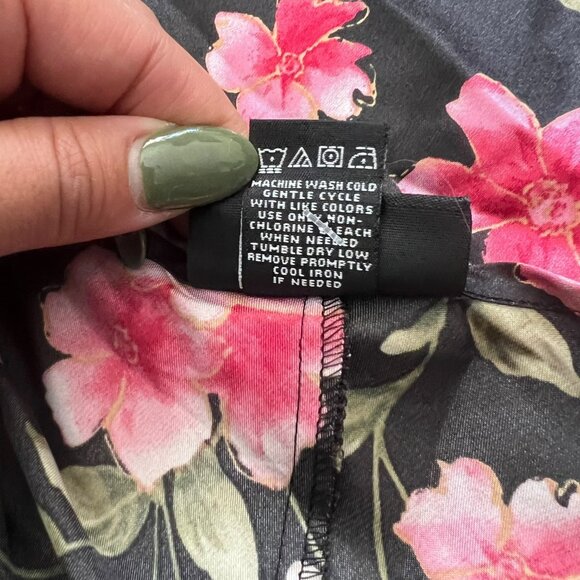 MACHINE WASH COLD
GENTLE CYCLE
WITH LIKE COLORS
USE ONLY NON-
CHLORINE BLEACH
WHEN NEEDED
TUMBLE DRY LOW
REMOVE PROMPTLY
COOL IRON
IF NEEDED